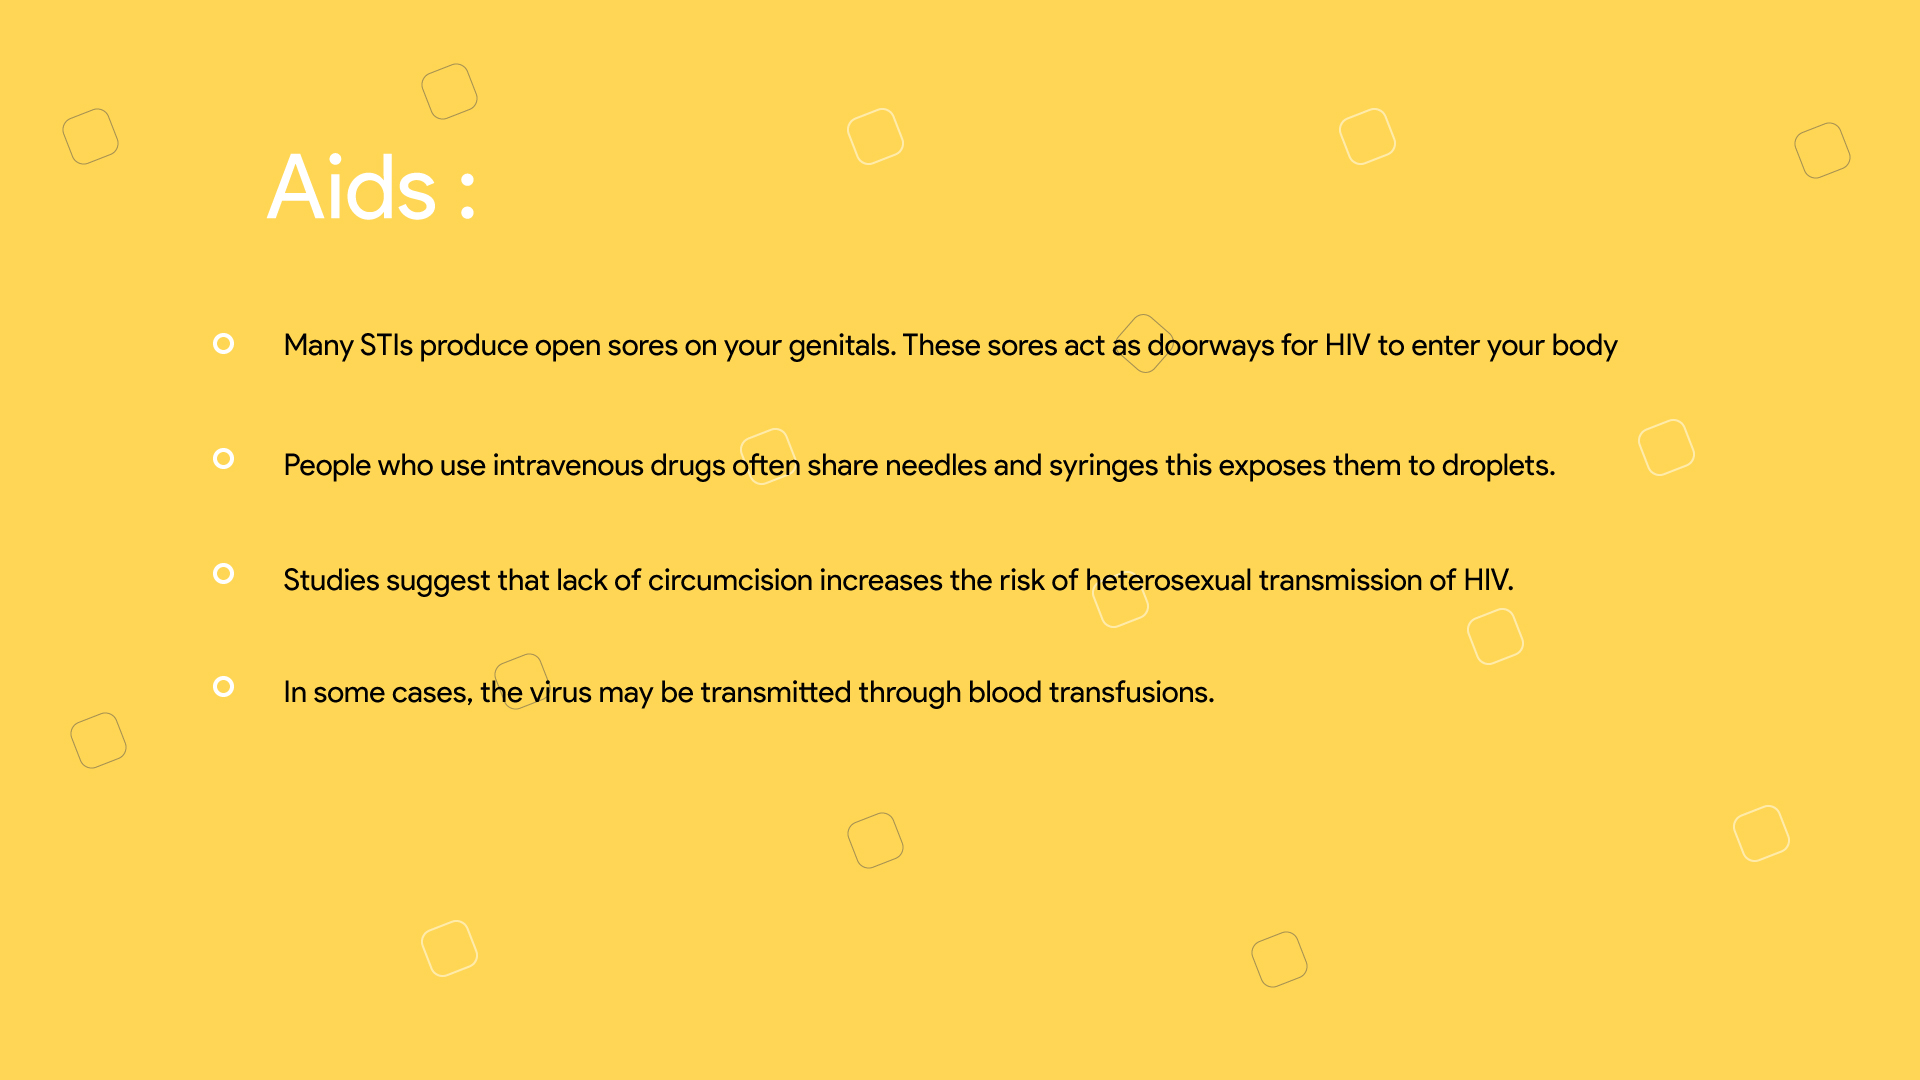 Aids :
Many STIs produce open sores on your genitals. These sores act as doorways for HIV to enter your body
People who use intravenous drugs often share needles and syringes this exposes them to droplets.
Studies suggest that lack of circumcision increases the risk of heterosexual transmission of HIV.
In some cases, the virus may be transmitted through blood transfusions.